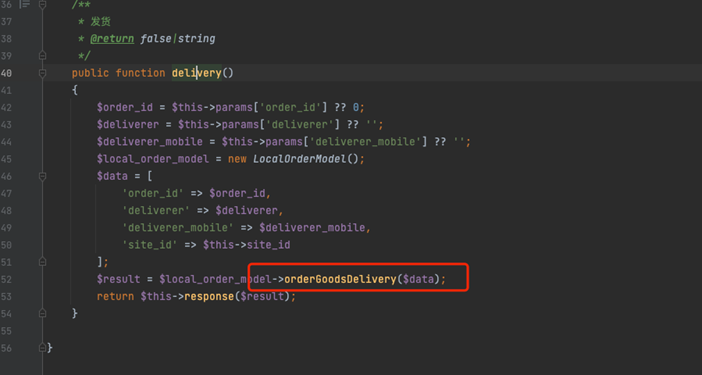 36 /**
37 * 发货
38 * @return false|string
39 */
40 public function delivery()
41 {
42 $order_id = $this->params['order_id'] ?? 0;
43 $deliverer = $this->params['deliverer'] ?? '';
44 $deliverer_mobile = $this->params['deliverer_mobile'] ?? '';
45 $local_order_model = new LocalOrderModel();
46 $data = [
47 'order_id' => $order_id,
48 'deliverer' => $deliverer,
49 'deliverer_mobile' => $deliverer_mobile,
50 'site_id' => $this->site_id
51 ];
52 $result = $local_order_model->orderGoodsDelivery($data);
53 return $this->response($result);
54 }
55
56 }